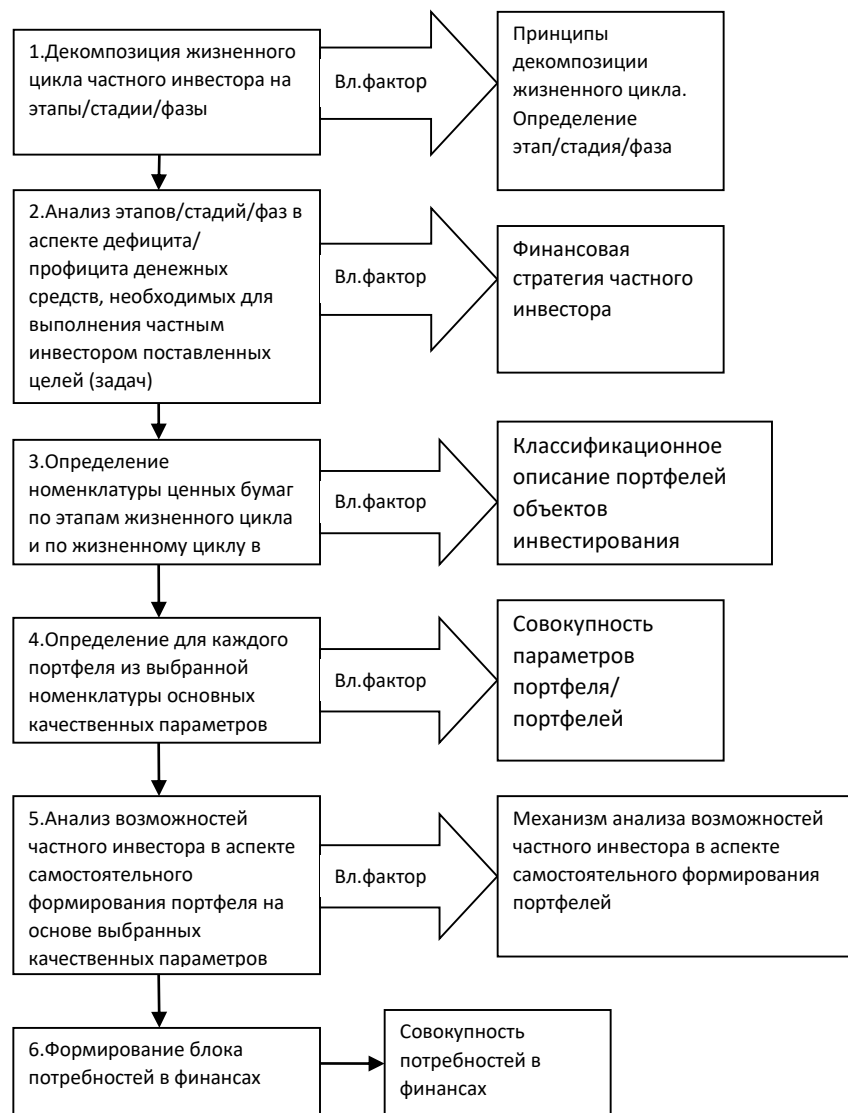 1.Декомпозиция жизненного
цикла частного инвестора на
этапы/стадии/фазы
Вл.фактор
Принципы
декомпозиции
жизненного цикла.
Определение
этап/стадия/фаза
2.Анализ этапов/стадий/фаз в
аспекте дефицита/
профицита денежных
средств, необходимых для
выполнения частным
инвестором поставленных
целей (задач)
Вл.фактор
Финансовая
стратегия частного
инвестора
3.Определение
номенклатуры ценных бумаг
по этапам жизненного цикла
и по жизненному циклу в
Вл.фактор
Классификационное
описание портфелей
объектов
инвестирования
4.Определение для каждого
портфеля из выбранной
номенклатуры основных
качественных параметров
Вл.фактор
Совокупность
параметров
портфеля/
портфелей
5.Анализ возможностей
частного инвестора в аспекте
самостоятельного
формирования портфеля на
основе выбранных
качественных параметров
Вл.фактор
Механизм анализа возможностей
частного инвестора в аспекте
самостоятельного формирования
портфелей
6.Формирование блока
потребностей в финансах
Совокупность
потребностей в
финансах